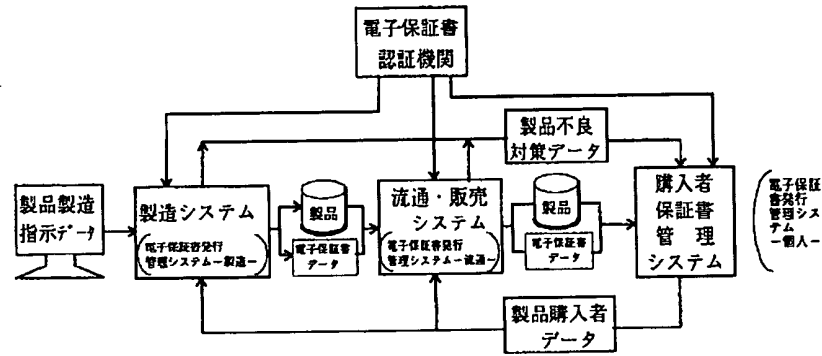 電子保証書
認証機関
製品不良
対策データ
製品製造
指示データ
製造システム
(電子保証書発行
管理システムー製造ー)
製品
電子保証書
データ
流通・販売
システム
(電子保証書発行
管理システムー流通ー)
製品
電子保証書
データ
購入者
保証書
管理
システム
(電子保証
書発行
管理シス
テム
ー個人ー)
製品購入者
データ